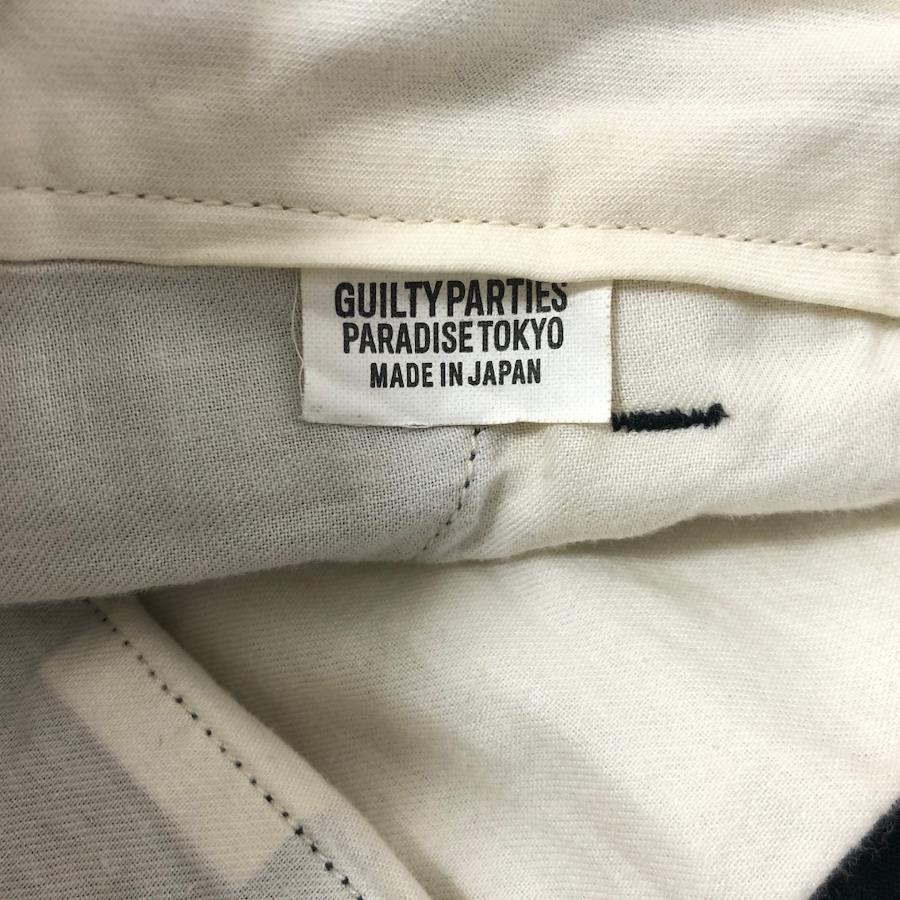 GUILTY PARTIES
PARADISE TOKYO
MADE IN JAPAN